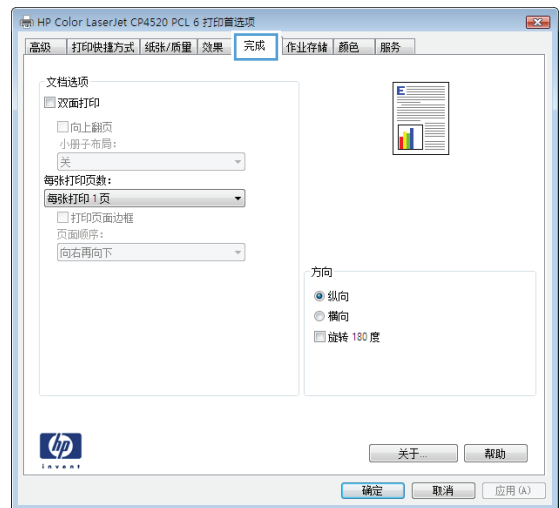 HP Color LaserJet CP4520 PCL 6 打印首选项
高级 打印快捷方式 纸张/质量 效果 完成 作业存储 颜色 服务
文档选项
双面打印
向上翻页
小册子布局:
关
每张打印页数:
每张打印 1 页
打印页面边框
页面顺序:
向右再向下
E
方向
纵向
横向
旋转 180 度
hp
invent
关于... 帮助
确定 取消 应用(A)